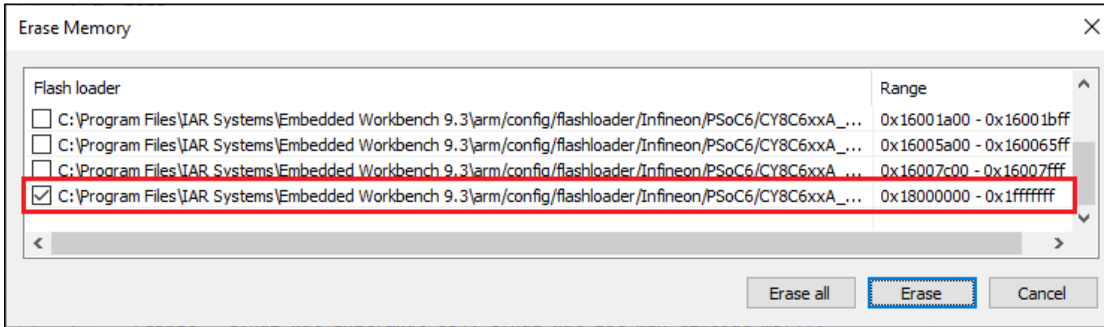 Erase Memory
Flash loader Range
C:\Program Files\IAR Systems\Embedded Workbench 9.3\arm/config/flashloader/Infineon/PSoC6/CY8C6xxA_... 0x16001a00 - 0x16001bff
C:\Program Files\IAR Systems\Embedded Workbench 9.3\arm/config/flashloader/Infineon/PSoC6/CY8C6xxA_... 0x16005a00 - 0x160065ff
C:\Program Files\IAR Systems\Embedded Workbench 9.3\arm/config/flashloader/Infineon/PSoC6/CY8C6xxA_... 0x16007c00 - 0x16007fff
C:\Program Files\IAR Systems\Embedded Workbench 9.3\arm/config/flashloader/Infineon/PSoC6/CY8C6xxA_... 0x18000000 - 0x1fffffff
Erase all Erase Cancel